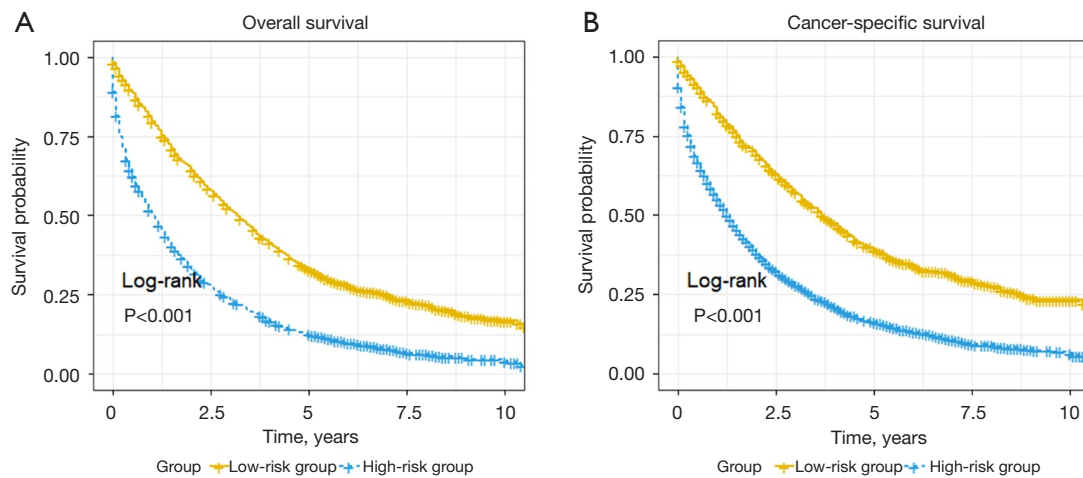 A
Overall survival
Survival probability
1.00
0.75
0.50
0.25
0.00
Log-rank
P<0.001
0 2.5 5 7.5 10
Time, years
Group Low-risk group High-risk group
B
Cancer-specific survival
Survival probability
1.00
0.75
0.50
0.25
0.00
Log-rank
P<0.001
0 2.5 5 7.5 10
Time, years
Group Low-risk group High-risk group